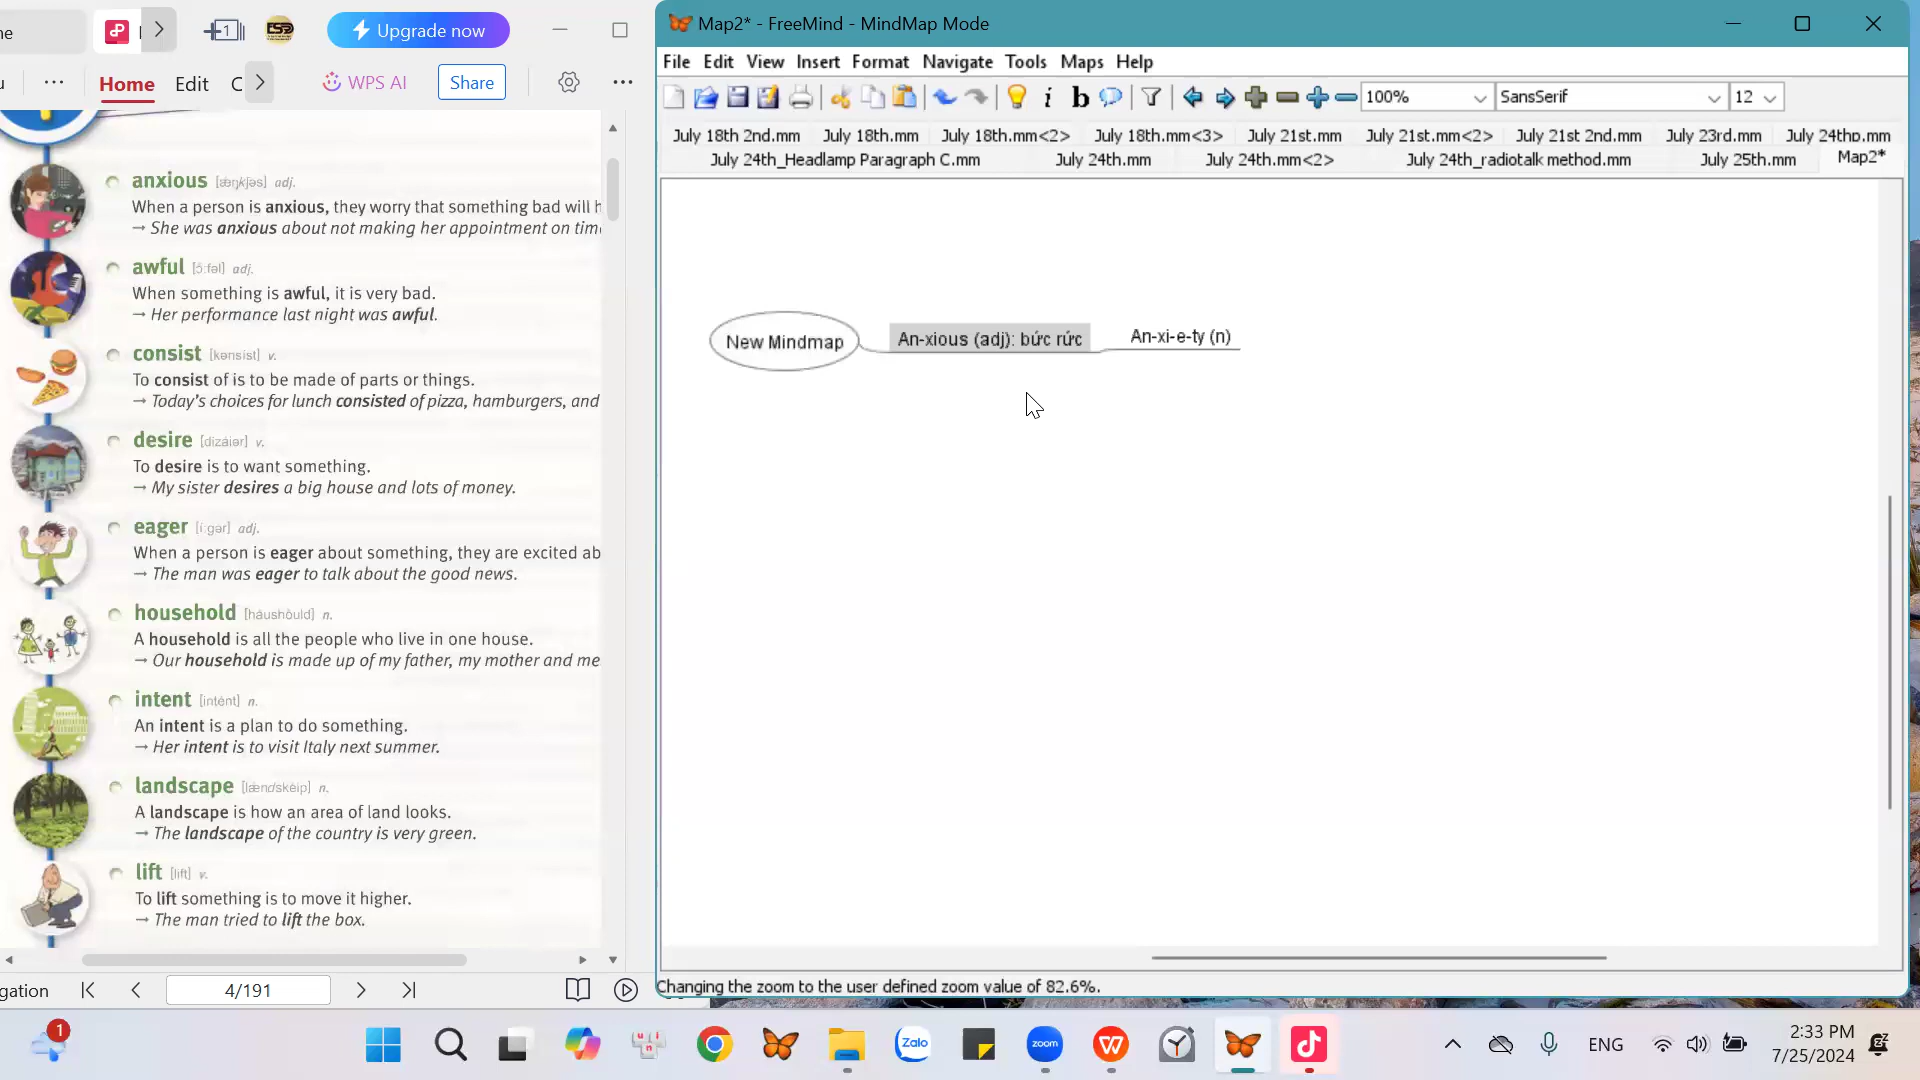 ne
1
ESP
Upgrade now
Map2* - FreeMind - MindMap Mode
Home
Edit
C
WPS AI
Share
File Edit View Insert Format Navigate Tools Maps Help
100%
SansSerif
12
July 18th 2nd.mm July 18th.mm July 18th.mm<2> July 18th.mm<3> July 21st.mm July 21st.mm<2> July 21st 2nd.mm July 23rd.mm July 24thp.mm
July 24th_Headlamp Paragraph C.mm July 24th.mm July 24th.mm<2> July 24th_radiotalk method.mm July 25th.mm Map2*
anxious [ǽŋkʃəs] adj.
When a person is anxious, they worry that something bad will h
→ She was anxious about not making her appointment on tim
awful [ɔ́ːfəl] adj.
When something is awful, it is very bad.
→ Her performance last night was awful.
consist [kənsíst] v.
To consist of is to be made of parts or things.
→ Today's choices for lunch consisted of pizza, hamburgers, and
desire [dizáiər] v.
To desire is to want something.
→ My sister desires a big house and lots of money.
eager [íːgər] adj.
When a person is eager about something, they are excited ab
→ The man was eager to talk about the good news.
household [háushòuld] n.
A household is all the people who live in one house.
→ Our household is made up of my father, my mother and me
intent [intént] n.
An intent is a plan to do something.
→ Her intent is to visit Italy next summer.
landscape [lǽndskèip] n.
A landscape is how an area of land looks.
→ The landscape of the country is very green.
lift [lift] v.
To lift something is to move it higher.
→ The man tried to lift the box.
New Mindmap
An-xious (adj): bức rức
An-xi-e-ty (n)
gation
4/191
Changing the zoom to the user defined zoom value of 82.6%.
1
Zalo
zoom
ENG
2:33 PM
7/25/2024